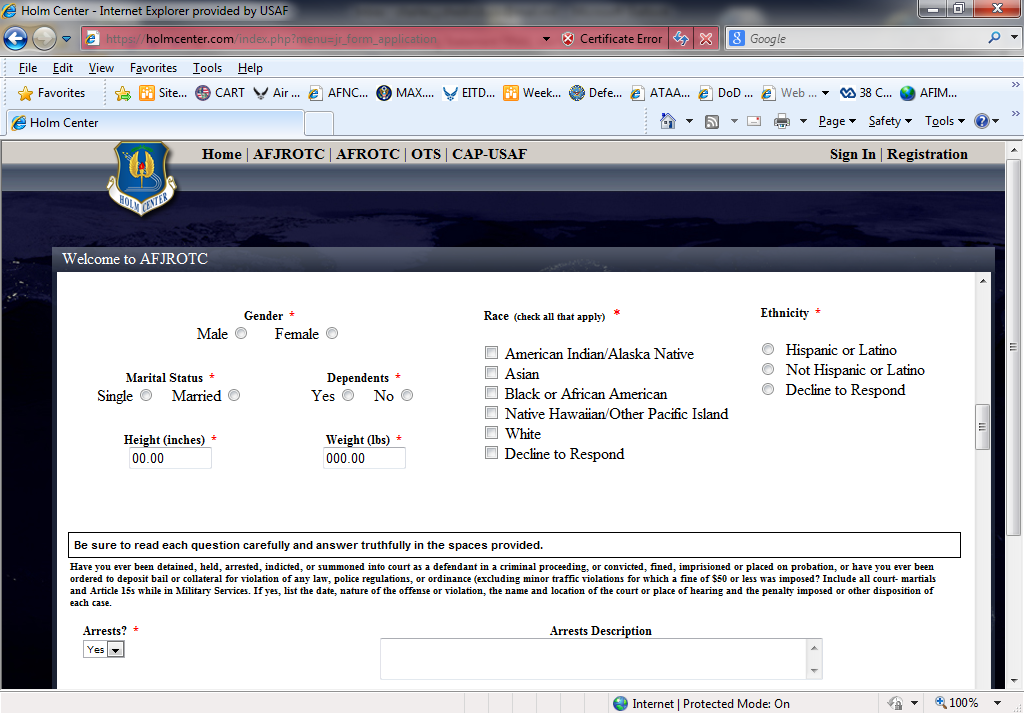 Holm Center - Internet Explorer provided by USAF
https://holmcenter.com/index.php?menu=jr_form_application
Certificate Error
Google
File Edit View Favorites Tools Help
Favorites Site... CART Air ... AFNC... MAX.... EITD... Week... Defe... ATAA... DoD ... Web ... 38 C... AFIM...
Holm Center
Page Safety Tools
Home | AFJROTC | AFROTC | OTS | CAP-USAF
Sign In | Registration
HOLM CENTER
Welcome to AFJROTC
Gender *
Male Female
Marital Status *
Single Married
Dependents *
Yes No
Height (inches) *
00.00
Weight (lbs) *
000.00
Race (check all that apply) *
American Indian/Alaska Native
Asian
Black or African American
Native Hawaiian/Other Pacific Island
White
Decline to Respond
Ethnicity *
Hispanic or Latino
Not Hispanic or Latino
Decline to Respond
Be sure to read each question carefully and answer truthfully in the spaces provided.
Have you ever been detained, held, arrested, indicted, or summoned into court as a defendant in a criminal proceeding, or convicted, fined, imprisioned or placed on probation, or have you ever been
ordered to deposit bail or collateral for violation of any law, police regulations, or ordinance (excluding minor traffic violations for which a fine of $50 or less was imposed? Include all court- martials
and Article 15s while in Military Services. If yes, list the date, nature of the offense or violation, the name and location of the court or place of hearing and the penalty imposed or other disposition of
each case.
Arrests? *
Yes
Arrests Description
Internet | Protected Mode: On
100%